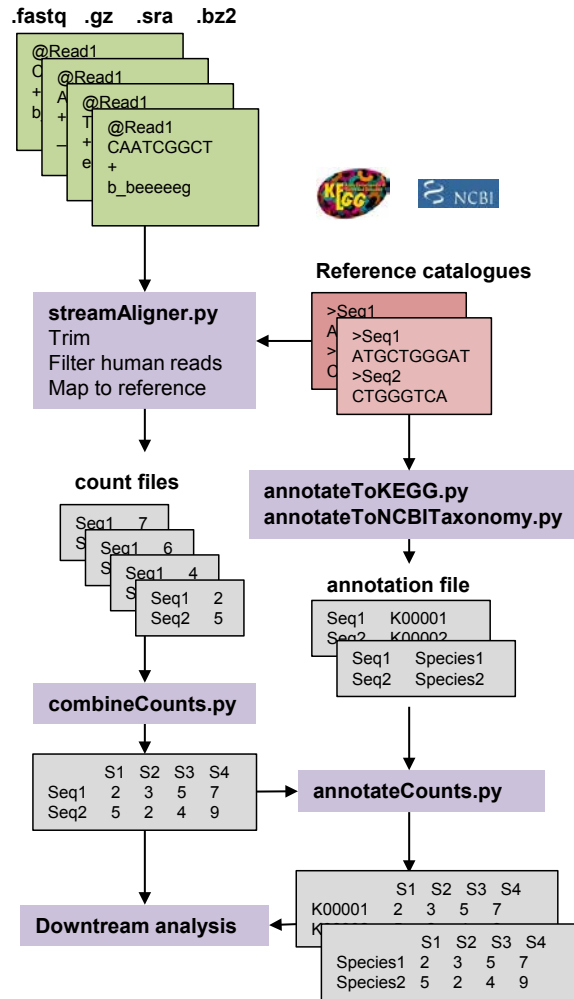 .fastq .gz .sra .bz2
@Read1
C
+
b_
@Read1
A
+
_
@Read1
T
+
e
@Read1
CAATCGGCT
+
b_beeeeeg
KEGG
NCBI
Reference catalogues
>Seq1
A
>
C
>Seq1
ATGCTGGGAT
>Seq2
CTGGGTCA
streamAligner.py
Trim
Filter human reads
Map to reference
count files
Seq1 7
S
Seq1 6
S
Seq1 4
S
Seq1 2
Seq2 5
annotateToKEGG.py
annotateToNCBITaxonomy.py
annotation file
Seq1 K00001
Seq2 K00002
Seq1 Species1
Seq2 Species2
combineCounts.py
S1 S2 S3 S4
Seq1 2 3 5 7
Seq2 5 2 4 9
annotateCounts.py
Downtream analysis
S1 S2 S3 S4
K00001 2 3 5 7
S1 S2 S3 S4
Species1 2 3 5 7
Species2 5 2 4 9